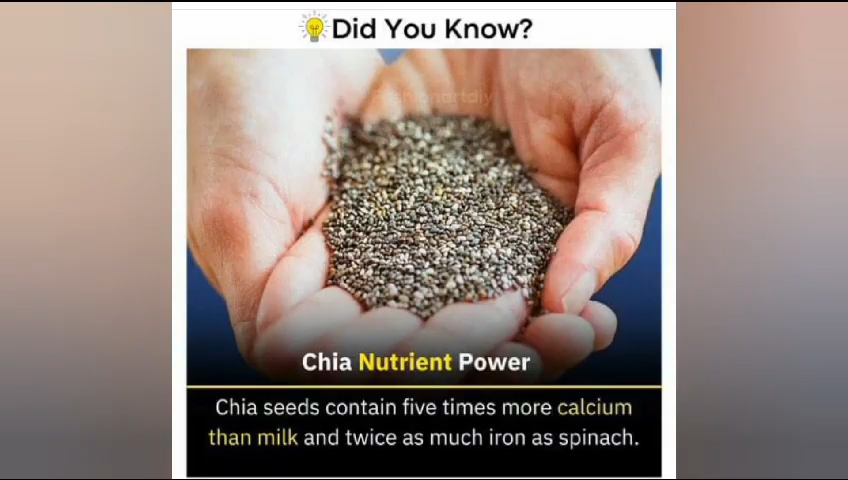 Did You Know?
Chia Nutrient Power
Chia seeds contain five times more calcium
than milk and twice as much iron as spinach.